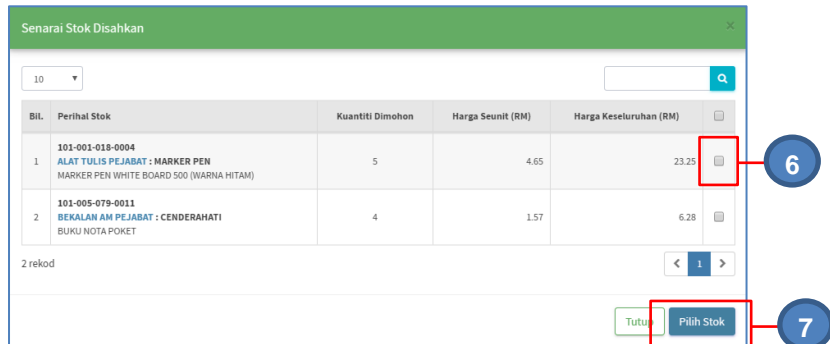 Senarai Stok Disahkan ×
10
Bil. Perihal Stok Kuantiti Dimohon Harga Seunit (RM) Harga Keseluruhan (RM)
101-001-018-0004
1 ALAT TULIS PEJABAT : MARKER PEN 5 4.65 23.25
MARKER PEN WHITE BOARD 500 (WARNA HITAM)
6
101-005-079-0011
2 BEKALAN AM PEJABAT : CENDERAHATI 4 1.57 6.28
BUKU NOTA POKET
2 rekod < 1 >
Tutup Pilih Stok
7